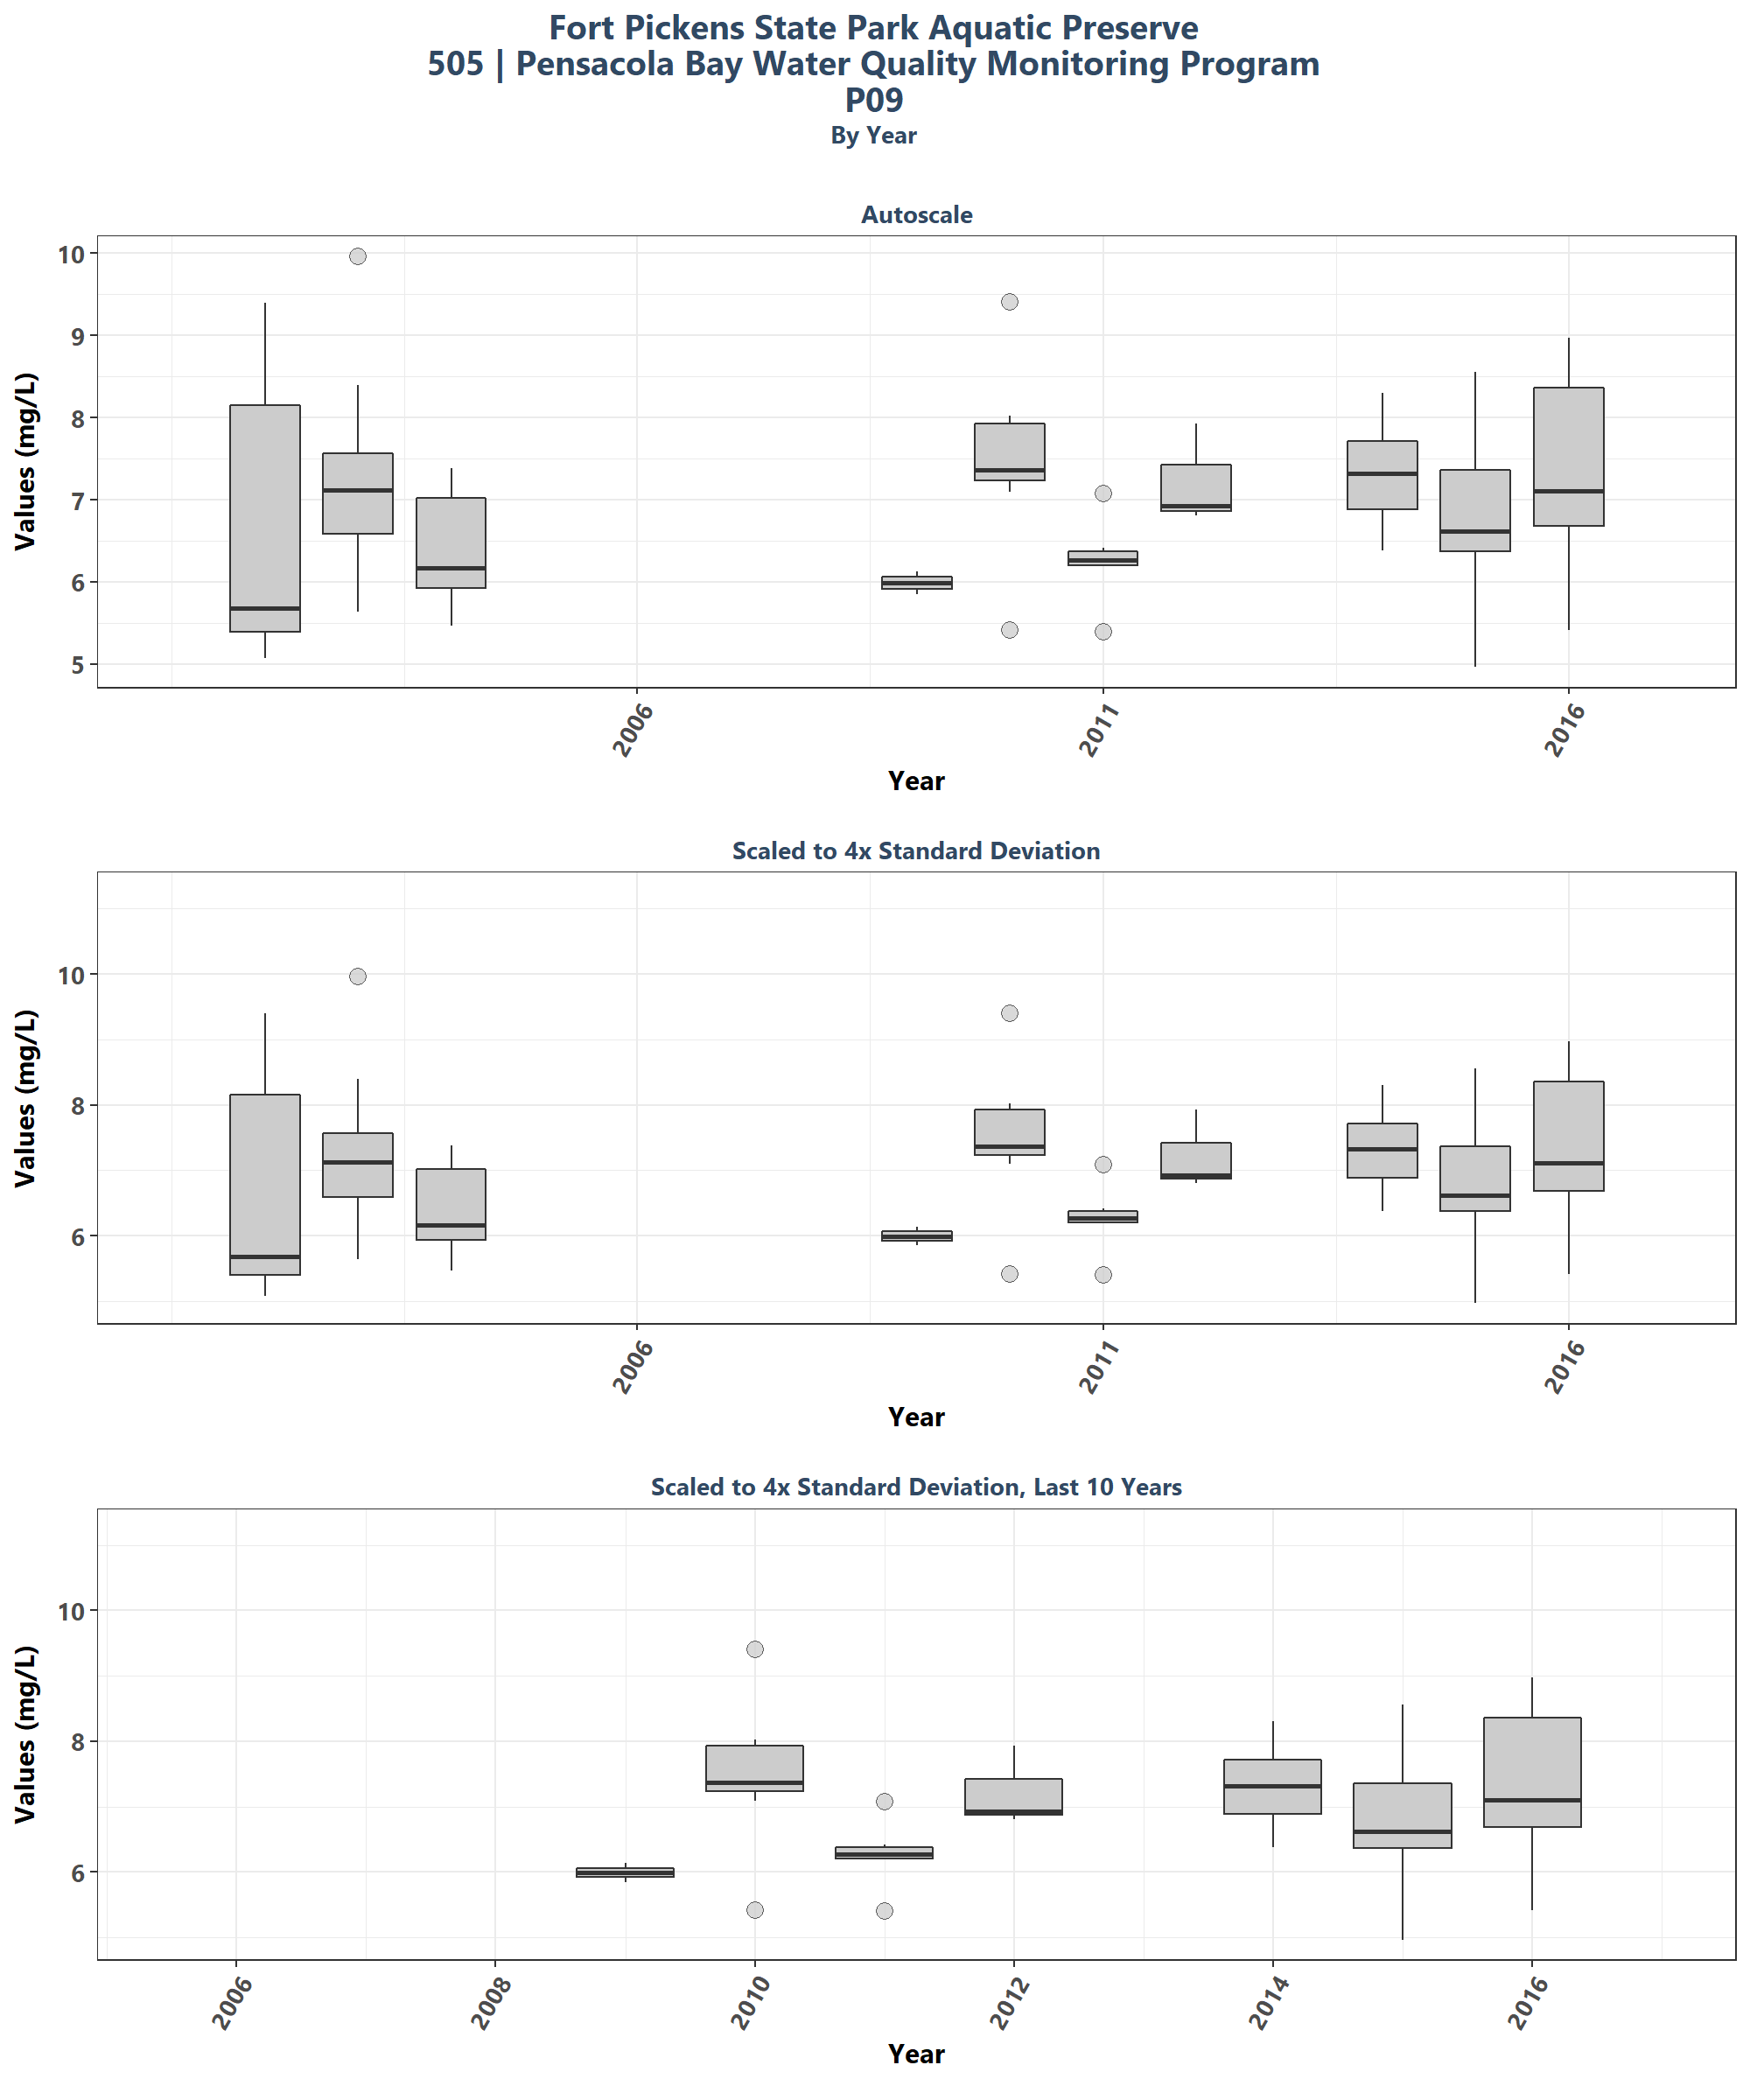 Fort Pickens State Park Aquatic Preserve
505 | Pensacola Bay Water Quality Monitoring Program
P09
By Year
Autoscale
Values (mg/L)
10
9
8
7
6
5
2006 2011 2016
Year
Scaled to 4x Standard Deviation
Values (mg/L)
10
8
6
2006 2011 2016
Year
Scaled to 4x Standard Deviation, Last 10 Years
Values (mg/L)
10
8
6
2006 2008 2010 2012 2014 2016
Year